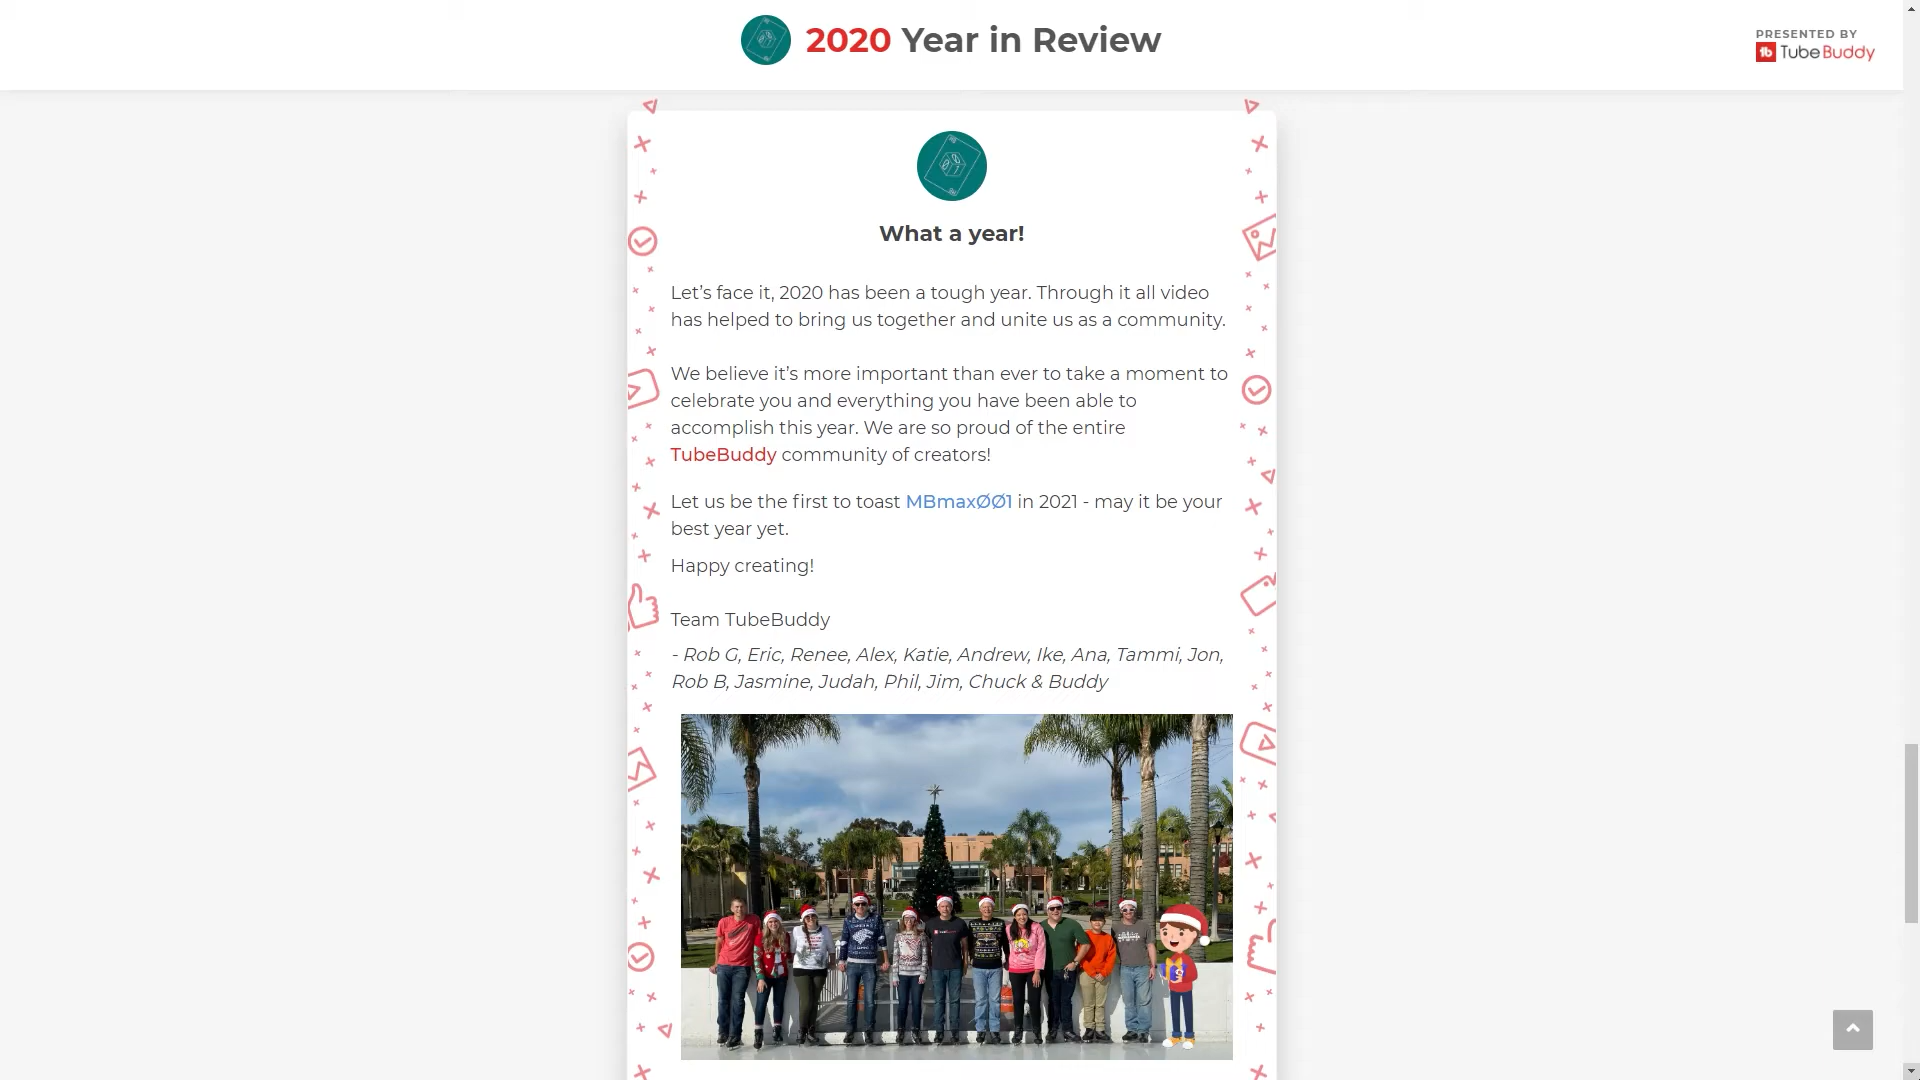 2020 Year in Review
PRESENTED BY
TubeBuddy
What a year!
Let’s face it, 2020 has been a tough year. Through it all video
has helped to bring us together and unite us as a community.
We believe it’s more important than ever to take a moment to
celebrate you and everything you have been able to
accomplish this year. We are so proud of the entire
TubeBuddy community of creators!
Let us be the first to toast MBmaxØØ1 in 2021 - may it be your
best year yet.
Happy creating!
Team TubeBuddy
- Rob G, Eric, Renee, Alex, Katie, Andrew, Ike, Ana, Tammi, Jon,
Rob B, Jasmine, Judah, Phil, Jim, Chuck & Buddy